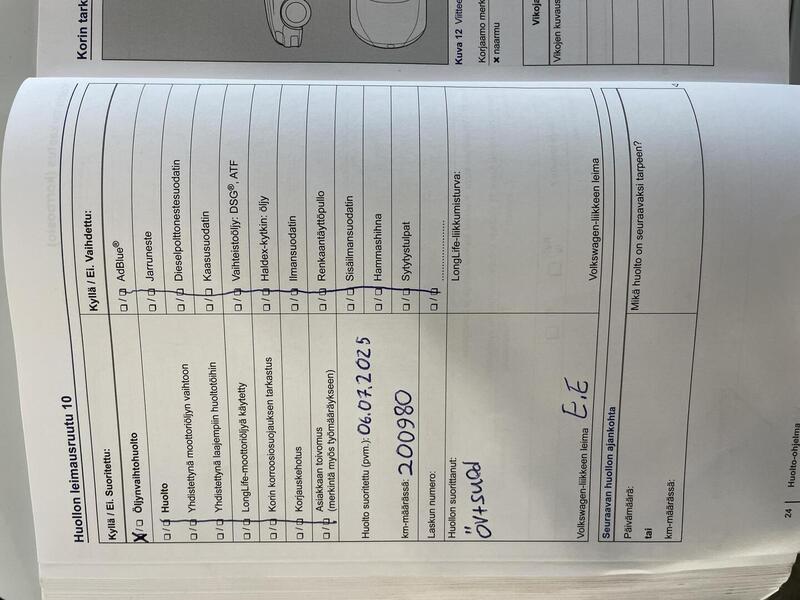 Huollon leimausruutu 10
Kyllä / Ei. Suoritettu:
☒/☐ Öljynvaihtohuolto
☐/☐ Huolto
☐/☐ Yhdistettynä moottoriöljyn vaihtoon
☐/☐ Yhdistettynä laajempiin huoltotöihin
☐/☐ LongLife-moottoriöljyä käytetty
☐/☐ Korin korroosiosuojauksen tarkastus
☐/☐ Korjauskehotus
☐/☐ Asiakkaan toivomus
(merkintä myös työmääräykseen)
Huolto suoritettu (pvm.): 06.07.2025
km-määrässä: 200980
Laskun numero:
Huollon suorittanut:
Volkswagen-liikkeen leima E.E
Kyllä / Ei. Vaihdettu:
☐/☐ AdBlue®
☐/☐ Jarruneste
☐/☐ Dieselpolttonestesuodatin
☐/☐ Kaasusuodatin
☐/☐ Vaihteistoöljy: DSG®, ATF
☐/☐ Haldex-kytkin: öljy
☐/☐ Ilmansuodatin
☐/☐ Renkaantäyttöpullo
☐/☐ Sisäilmansuodatin
☐/☐ Hammashihna
☐/☐ Sytytystulpat
☐/☐ ......................
LongLife-liikkumisturva:
Volkswagen-liikkeen leima
Seuraavan huollon ajankohta
Päivämäärä:
tai
km-määrässä:
Mikä huolto on seuraavaksi tarpeen?
24 Huolto-ohjelma
Korin tark
Kuva 12 Viittee
Korjaamo merk
x naarmu
Vikoja
Vikojen kuvaus